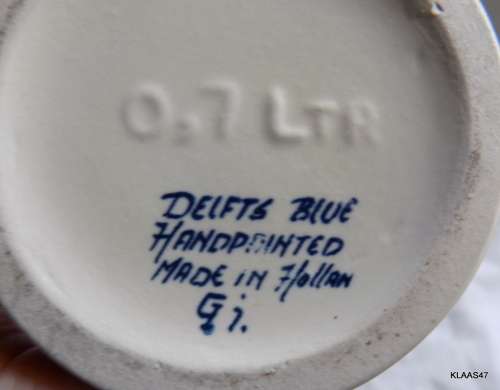 0.7 LTR
DELFTS BLUE
HANDPAINTED
MADE IN Hollan
G j.
KLAAS47